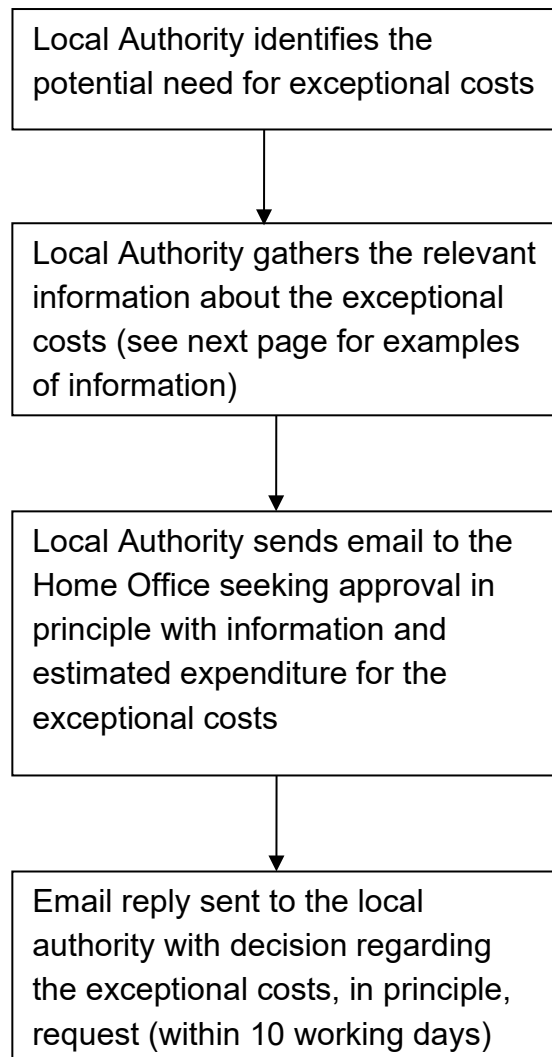 Local Authority identifies the
potential need for exceptional costs
Local Authority gathers the relevant
information about the exceptional
costs (see next page for examples
of information)
Local Authority sends email to the
Home Office seeking approval in
principle with information and
estimated expenditure for the
exceptional costs
Email reply sent to the local
authority with decision regarding
the exceptional costs, in principle,
request (within 10 working days)